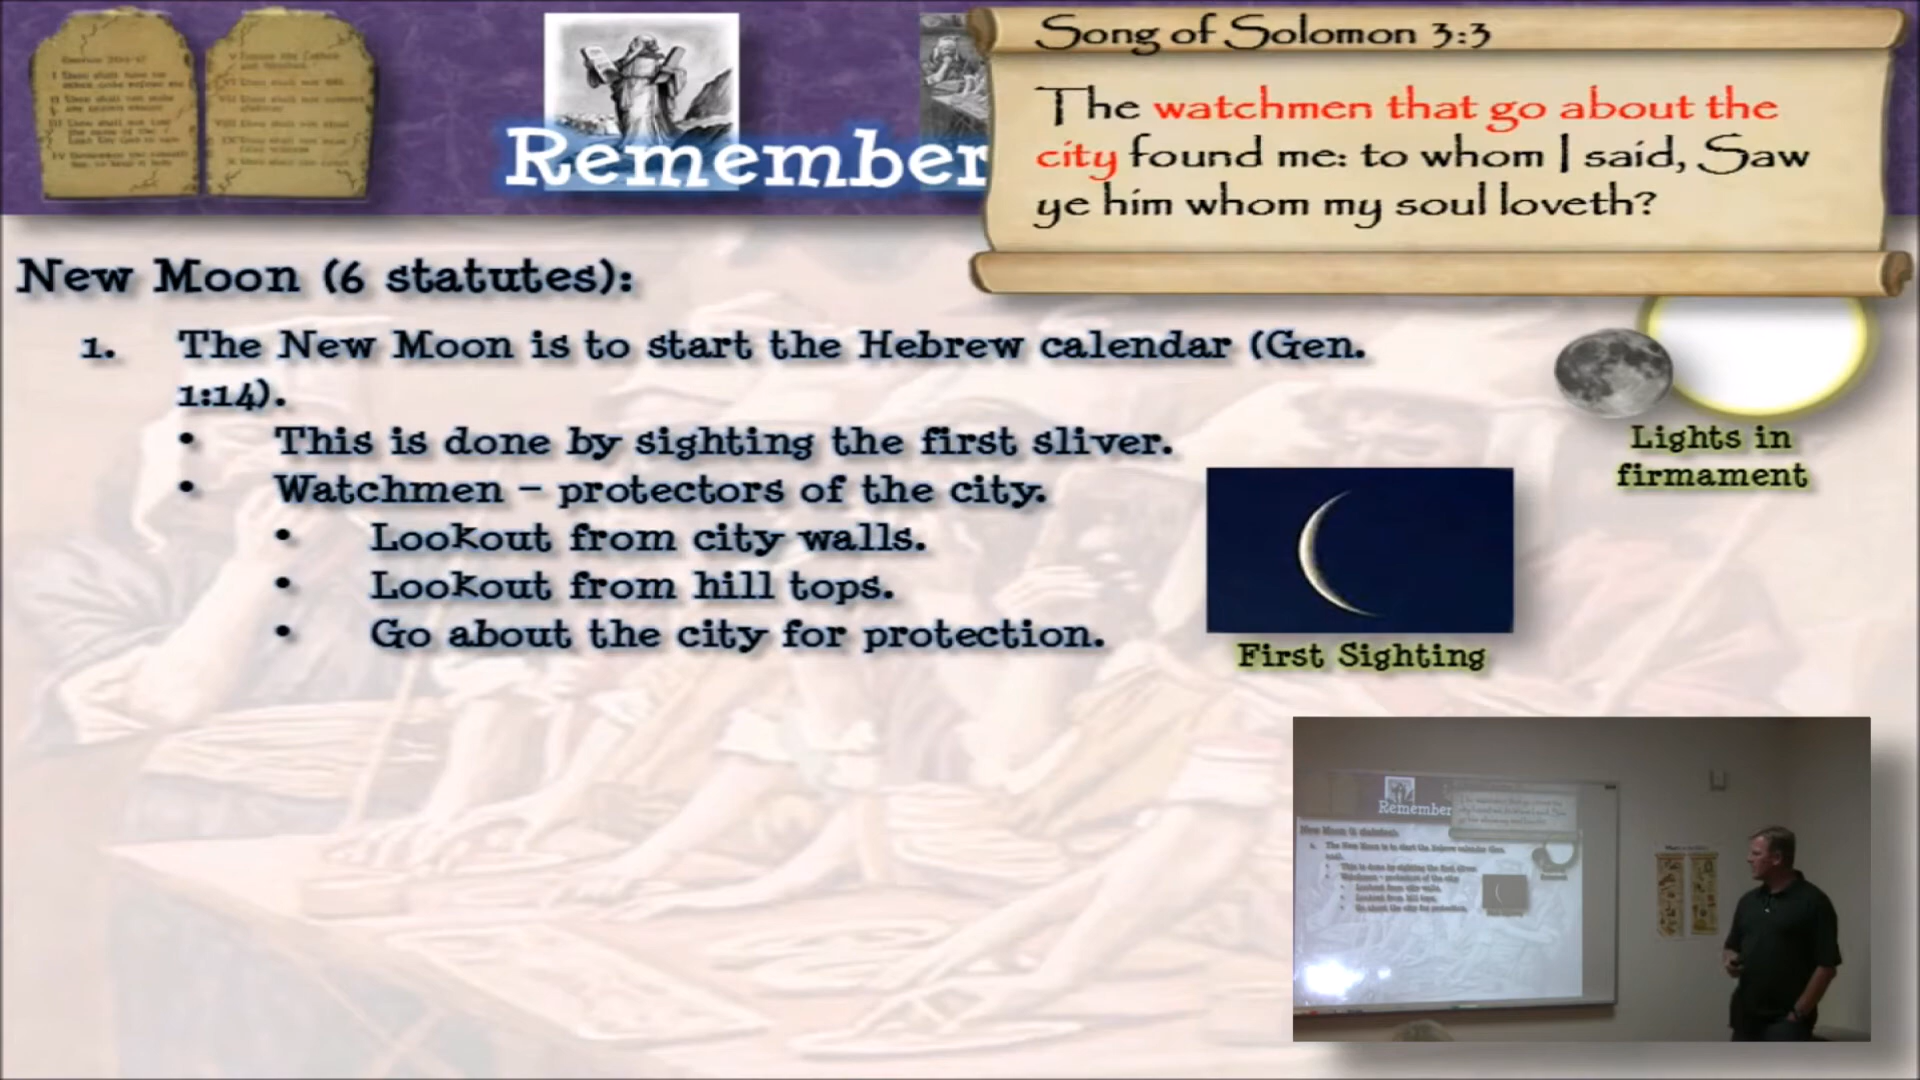 Remember
Song of Solomon 3:3
The watchmen that go about the
city found me: to whom I said, Saw
ye him whom my soul loveth?
New Moon (6 statutes):
1. The New Moon is to start the Hebrew calendar (Gen.
1:14).
• This is done by sighting the first sliver.
• Watchmen – protectors of the city.
• Lookout from city walls.
• Lookout from hill tops.
• Go about the city for protection.
Lights in
firmament
First Sighting
Remember